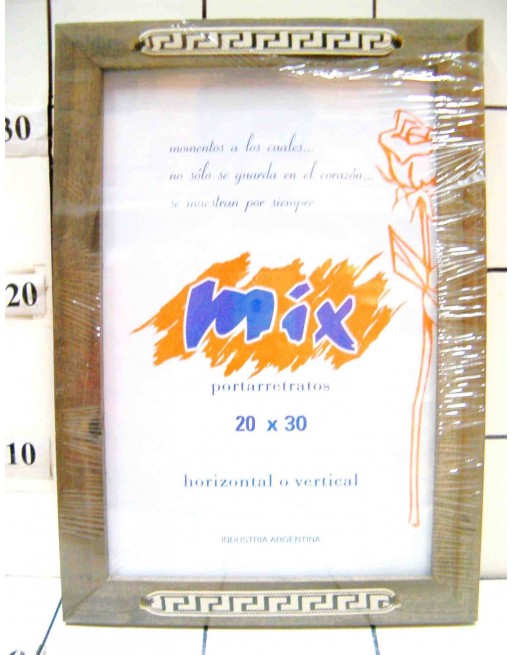 30
20
10
momentos a los cuales...
no sólo se guarda en el corazón...
se muestran por siempre
mix
portarretratos
20 x 30
horizontal o vertical
INDUSTRIA ARGENTINA